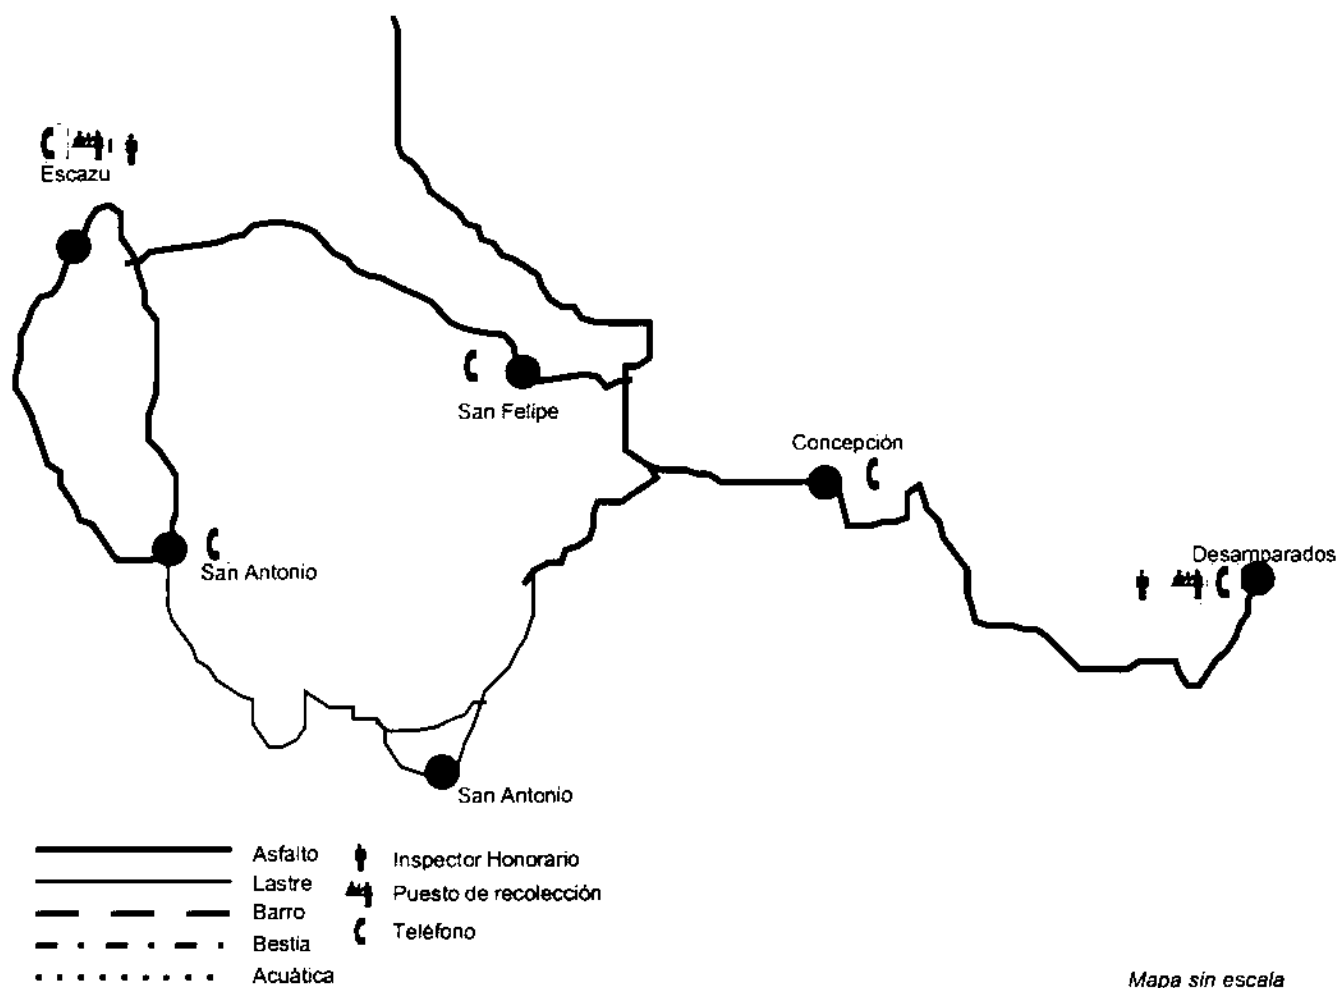 Escazu
San Felipe
Concepción
Desamparados
San Antonio
San Antonio
Asfalto
Lastre
Barro
Bestia
Acuática
Inspector Honorario
Puesto de recolección
Teléfono
Mapa sin escala